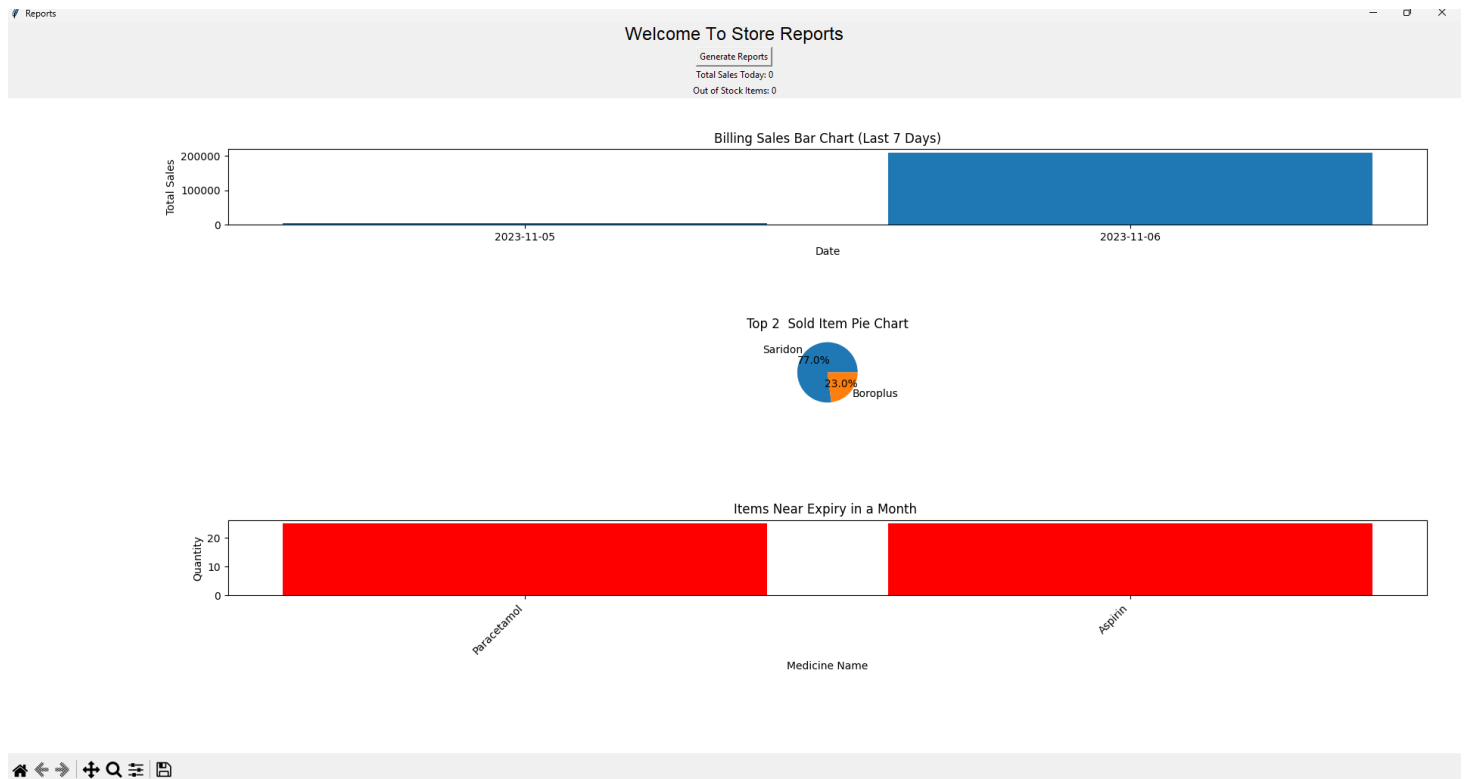 Reports
Welcome To Store Reports
Generate Reports
Total Sales Today: 0
Out of Stock Items: 0
Billing Sales Bar Chart (Last 7 Days)
Total Sales
200000
100000
0
2023-11-05
2023-11-06
Date
Top 2  Sold Item Pie Chart
Saridon
77.0%
23.0%
Boroplus
Items Near Expiry in a Month
Quantity
20
10
0
Paracetamol
Aspirin
Medicine Name